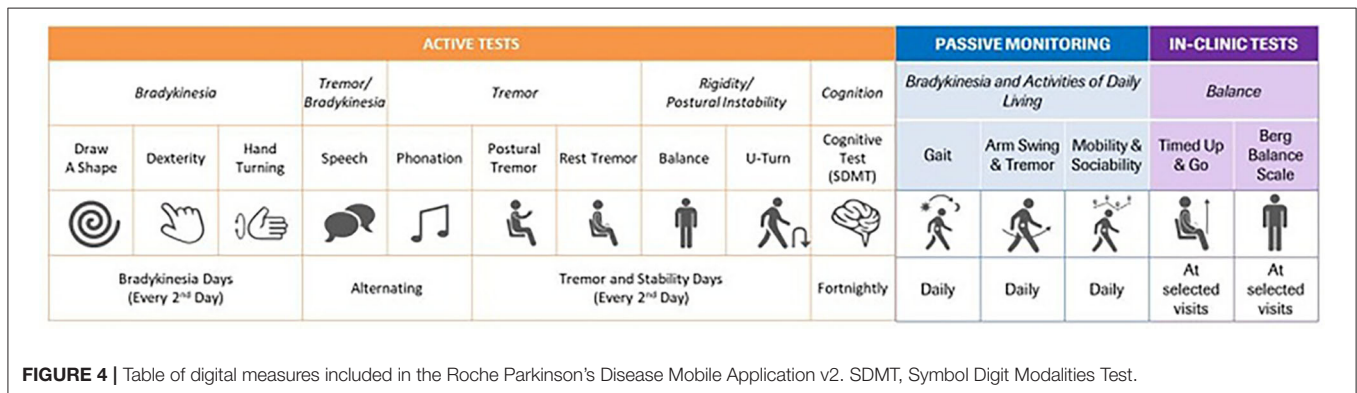 ACTIVE TESTS PASSIVE MONITORING IN-CLINIC TESTS
Bradykinesia Tremor/ Bradykinesia Tremor Rigidity/ Postural Instability Cognition Bradykinesia and Activities of Daily Living Balance
Draw A Shape Dexterity Hand Turning Speech Phonation Postural Tremor Rest Tremor Balance U-Turn Cognitive Test (SDMT) Gait Arm Swing & Tremor Mobility & Sociability Timed Up & Go Berg Balance Scale
Bradykinesia Days (Every 2nd Day) Alternating Tremor and Stability Days (Every 2nd Day) Fortnightly Daily Daily Daily At selected visits At selected visits
FIGURE 4 | Table of digital measures included in the Roche Parkinson's Disease Mobile Application v2. SDMT, Symbol Digit Modalities Test.